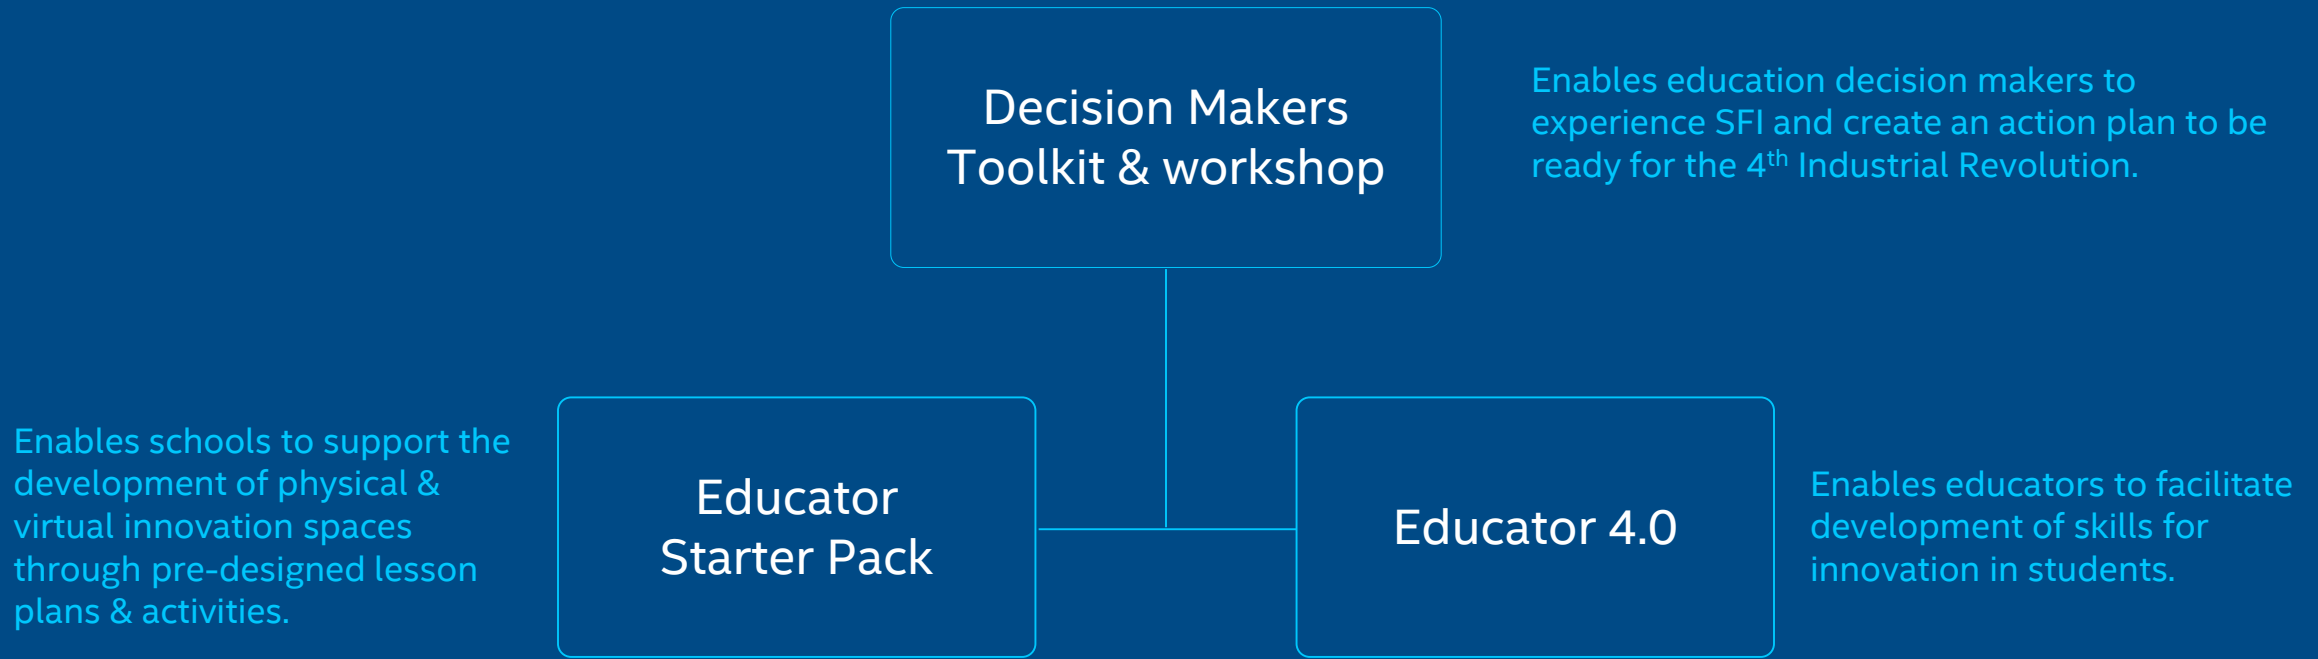 Decision Makers
Toolkit & workshop
Enables education decision makers to
experience SFI and create an action plan to be
ready for the 4th Industrial Revolution.
Enables schools to support the
development of physical &
virtual innovation spaces
through pre-designed lesson
plans & activities.
Educator
Starter Pack
Educator 4.0
Enables educators to facilitate
development of skills for
innovation in students.